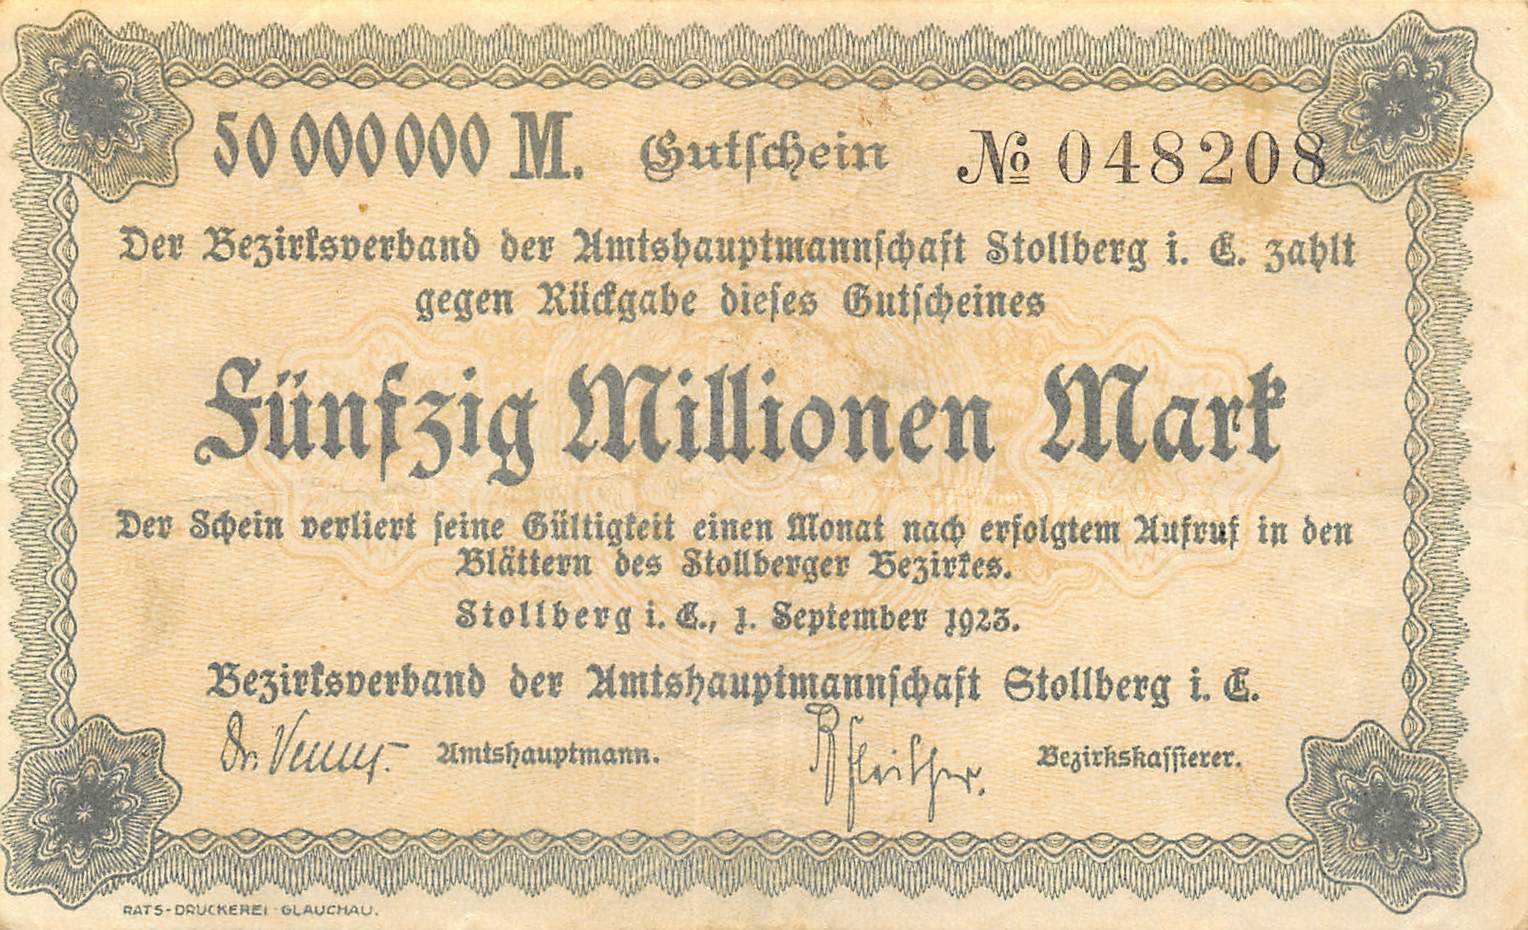 50 000 000 M. Gutschein № 048208
Der Bezirksverband der Amtshauptmannschaft Stollberg i. E. zahlt
gegen Rückgabe dieses Gutscheines
Fünfzig Millionen Mark
Der Schein verliert seine Gültigkeit einen Monat nach erfolgtem Aufruf in den
Blättern des Stollberger Bezirkes.
Stollberg i. E., 1. September 1923.
Bezirksverband der Amtshauptmannschaft Stollberg i. E.
Dr. Amtshauptmann. Bezirkskassierer.
RATS-DRUCKEREI GLAUCHAU.